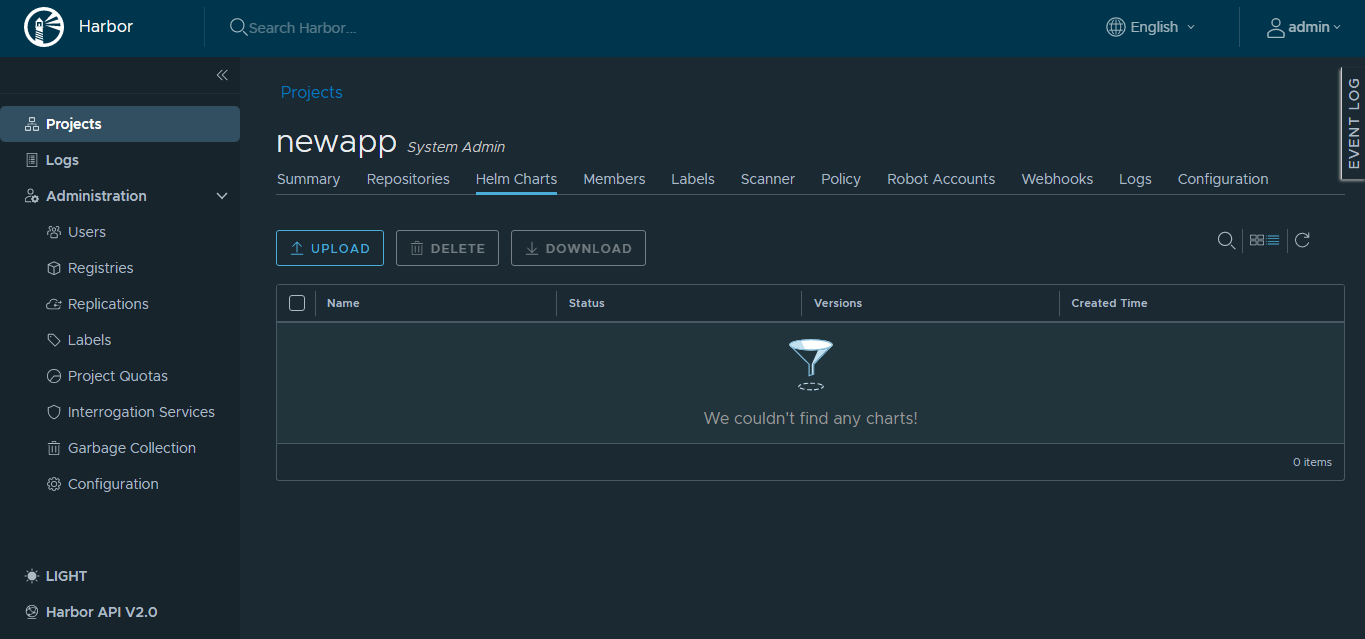 Harbor
Search Harbor...
English
admin
EVENT LOG
Projects
Logs
Administration
Users
Registries
Replications
Labels
Project Quotas
Interrogation Services
Garbage Collection
Configuration
LIGHT
Harbor API V2.0
Projects
newapp System Admin
Summary Repositories Helm Charts Members Labels Scanner Policy Robot Accounts Webhooks Logs Configuration
UPLOAD DELETE DOWNLOAD
Name Status Versions Created Time
We couldn't find any charts!
0 items